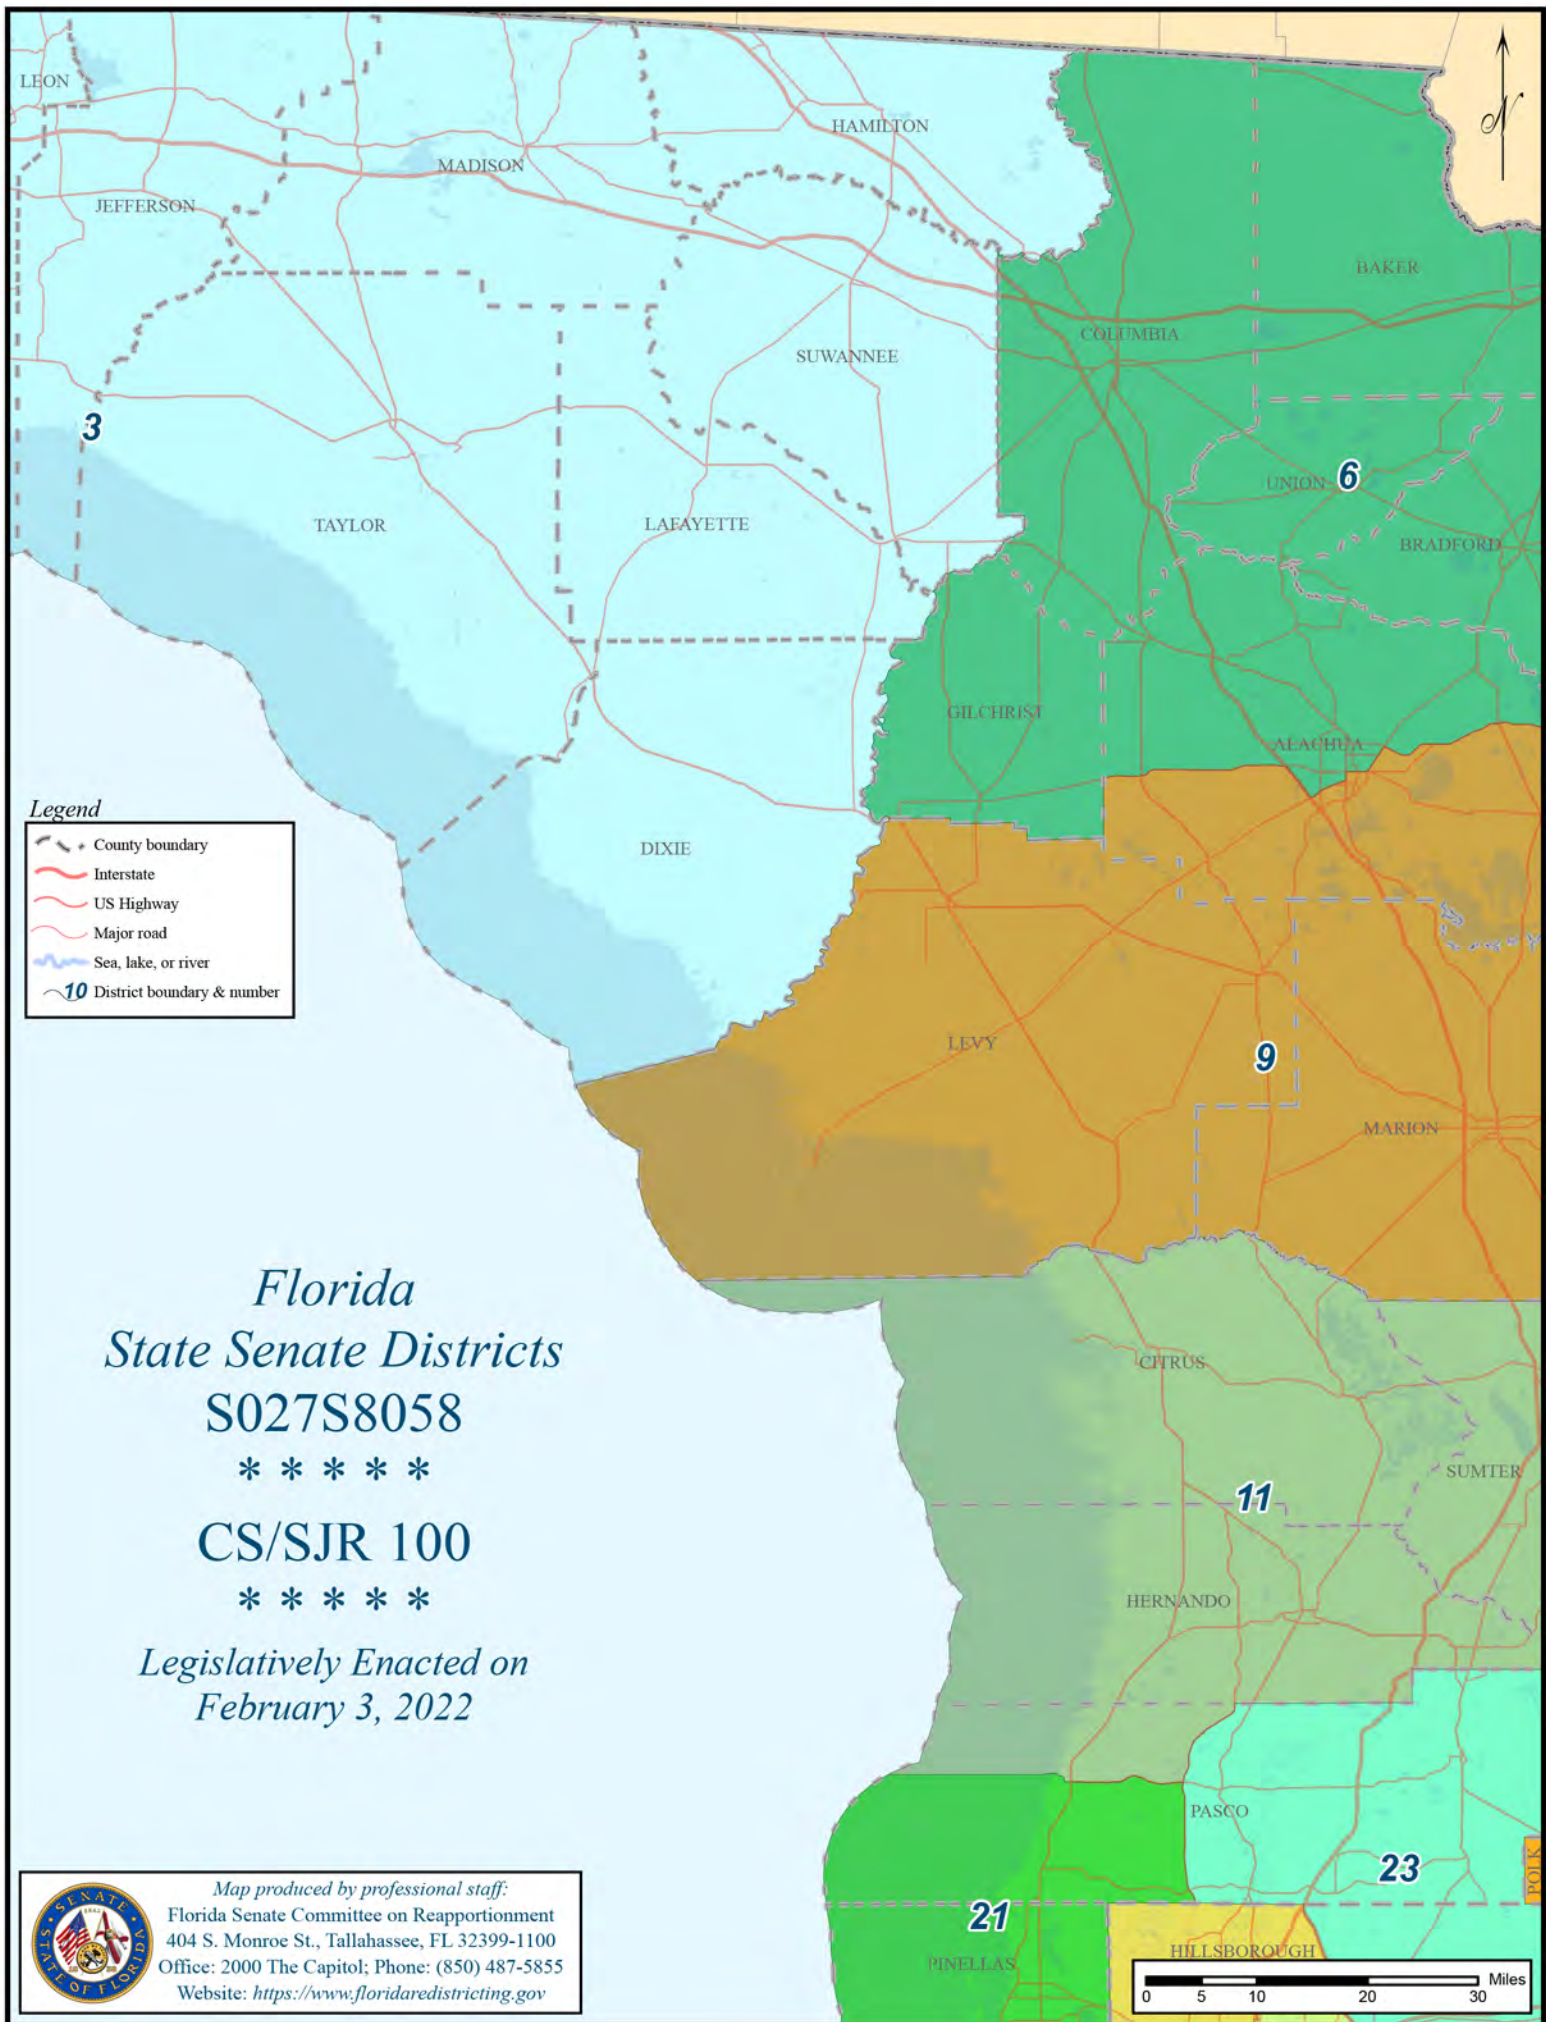 LEON
HAMILTON
MADISON
JEFFERSON
BAKER
COLUMBIA
SUWANNEE
3
UNION
6
TAYLOR
LAFAYETTE
BRADFORD
GILCHRIST
ALACHUA
DIXIE
Legend
County boundary
Interstate
US Highway
Major road
Sea, lake, or river
10 District boundary & number
LEVY
9
MARION
Florida
State Senate Districts
S027S8058
* * * * *
CS/SJR 100
* * * * *
Legislatively Enacted on
February 3, 2022
CITRUS
SUMTER
11
HERNANDO
PASCO
23
POLK
21
PINELLAS
HILLSBOROUGH
N
SENATE
STATE OF FLORIDA
Map produced by professional staff:
Florida Senate Committee on Reapportionment
404 S. Monroe St., Tallahassee, FL 32399-1100
Office: 2000 The Capitol; Phone: (850) 487-5855
Website: https://www.floridaredistricting.gov
Miles
0 5 10 20 30